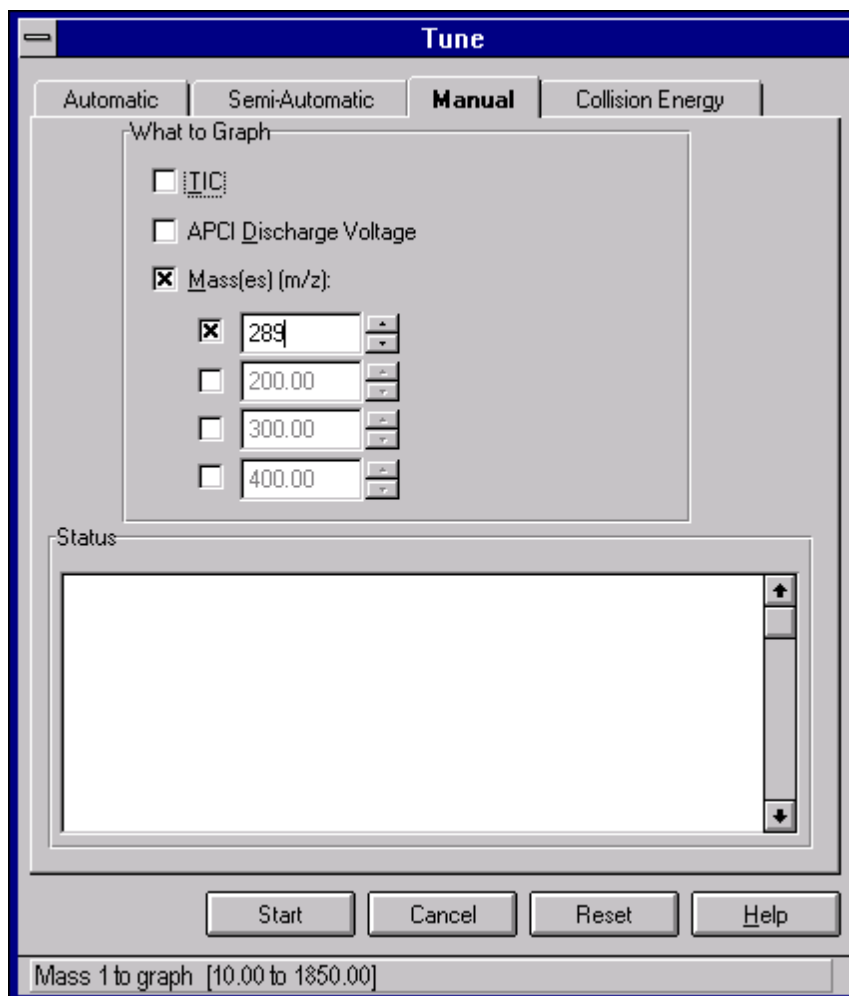 Tune
Automatic Semi-Automatic Manual Collision Energy
What to Graph
TIC
APCI Discharge Voltage
Mass(es) (m/z):
289
200.00
300.00
400.00
Status
Start Cancel Reset Help
Mass 1 to graph [10.00 to 1850.00]